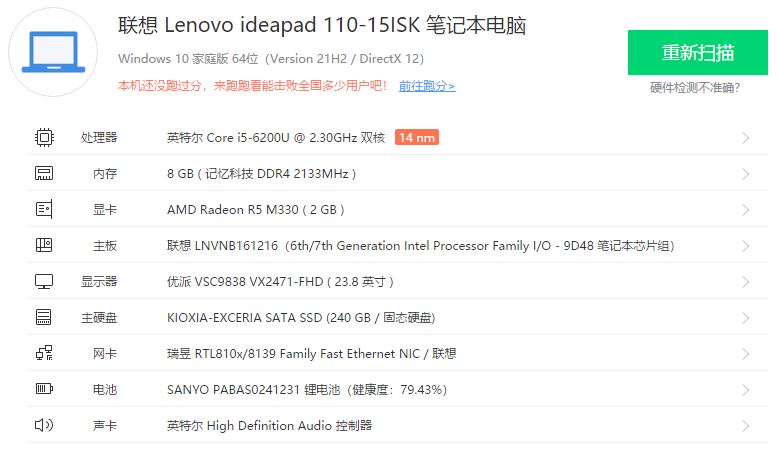 联想 Lenovo ideapad 110-15ISK 笔记本电脑
Windows 10 家庭版 64位（Version 21H2 / DirectX 12）
本机还没跑过分，来跑跑看能击败全国多少用户吧！ 前往跑分>
重新扫描
硬件检测不准确？
处理器 英特尔 Core i5-6200U @ 2.30GHz 双核 14 nm
内存 8 GB ( 记忆科技 DDR4 2133MHz )
显卡 AMD Radeon R5 M330 ( 2 GB )
主板 联想 LNVNB161216（6th/7th Generation Intel Processor Family I/O - 9D48 笔记本芯片组）
显示器 优派 VSC9838 VX2471-FHD ( 23.8 英寸 )
主硬盘 KIOXIA-EXCERIA SATA SSD (240 GB / 固态硬盘)
网卡 瑞昱 RTL810x/8139 Family Fast Ethernet NIC / 联想
电池 SANYO PABAS0241231 锂电池（健康度：79.43%）
声卡 英特尔 High Definition Audio 控制器